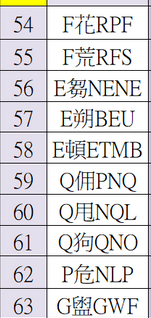 54 F花RPF
55 F荒RFS
56 E芻NENE
57 E朔BEU
58 E頓ETMB
59 Q佣PNQ
60 Q甩NQL
61 Q狗QNO
62 P危NLP
63 G盥GWF